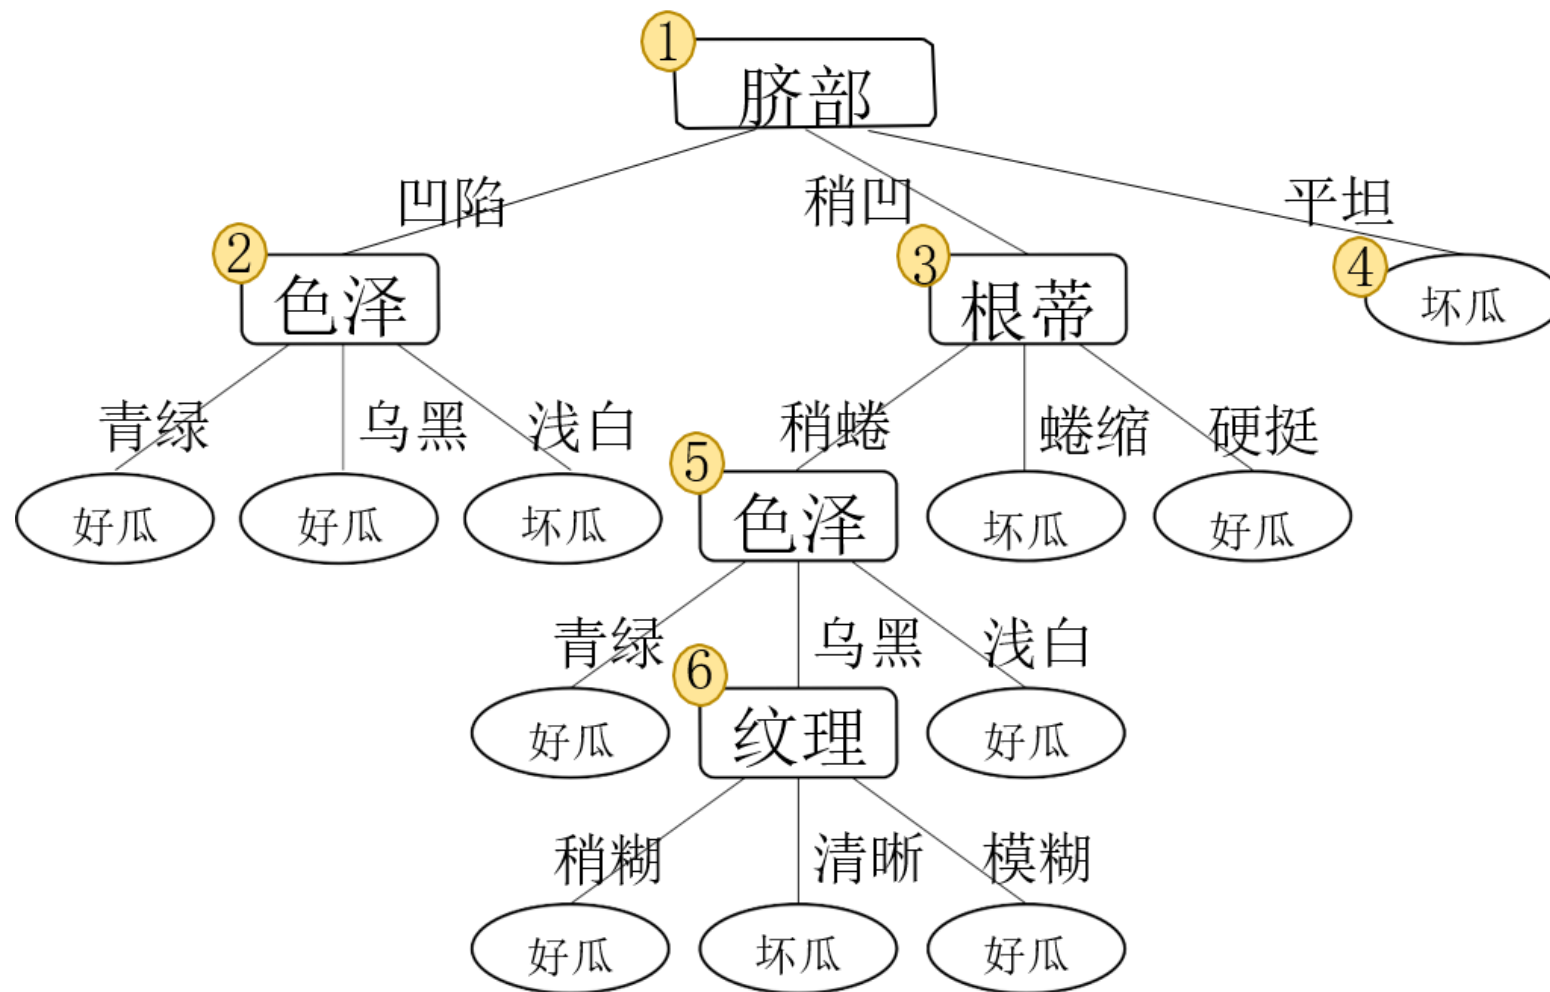 ① 脐部
凹陷 稍凹 平坦
② 色泽 ③ 根蒂 ④ 坏瓜
青绿 乌黑 浅白 稍蜷 蜷缩 硬挺
好瓜 好瓜 坏瓜 ⑤ 色泽 坏瓜 好瓜
青绿 乌黑 浅白
好瓜 ⑥ 纹理 好瓜
稍糊 清晰 模糊
好瓜 坏瓜 好瓜